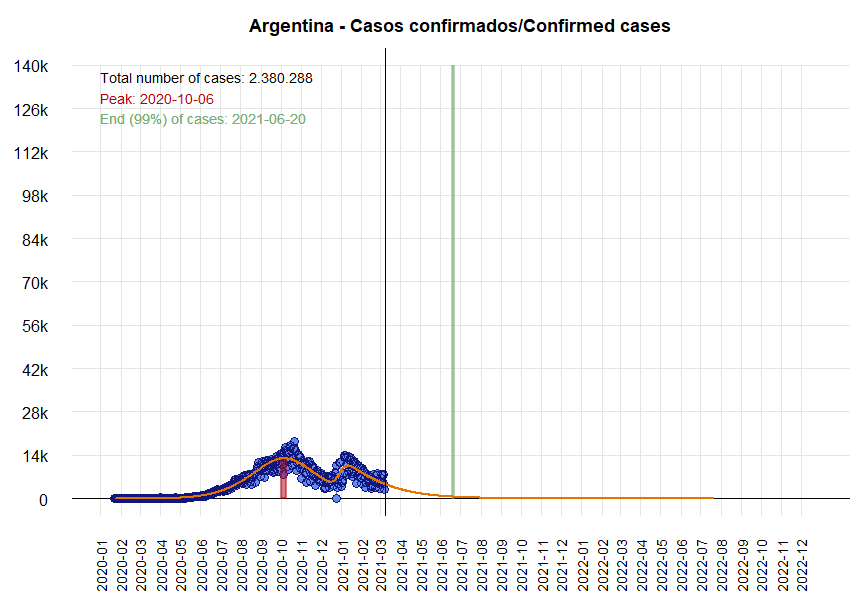 Argentina - Casos confirmados/Confirmed cases
140k
126k
112k
98k
84k
70k
56k
42k
28k
14k
0
Total number of cases: 2.380.288
Peak: 2020-10-06
End (99%) of cases: 2021-06-20
2020-01
2020-02
2020-03
2020-04
2020-05
2020-06
2020-07
2020-08
2020-09
2020-10
2020-11
2020-12
2021-01
2021-02
2021-03
2021-04
2021-05
2021-06
2021-07
2021-08
2021-09
2021-10
2021-11
2021-12
2022-01
2022-02
2022-03
2022-04
2022-05
2022-06
2022-07
2022-08
2022-09
2022-10
2022-11
2022-12